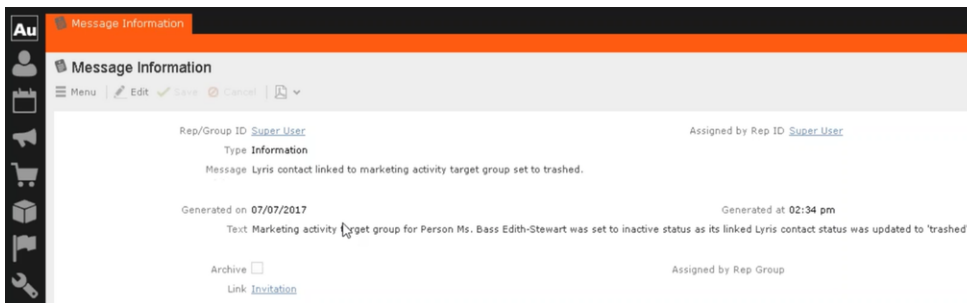 Au
Message Information
Message Information
Menu Edit Save Cancel
Rep/Group ID Super User Assigned by Rep ID Super User
Type Information
Message Lyris contact linked to marketing activity target group set to trashed.
Generated on 07/07/2017 Generated at 02:34 pm
Text Marketing activity target group for Person Ms. Bass Edith-Stewart was set to inactive status as its linked Lyris contact status was updated to 'trashed'
Archive Assigned by Rep Group
Link Invitation